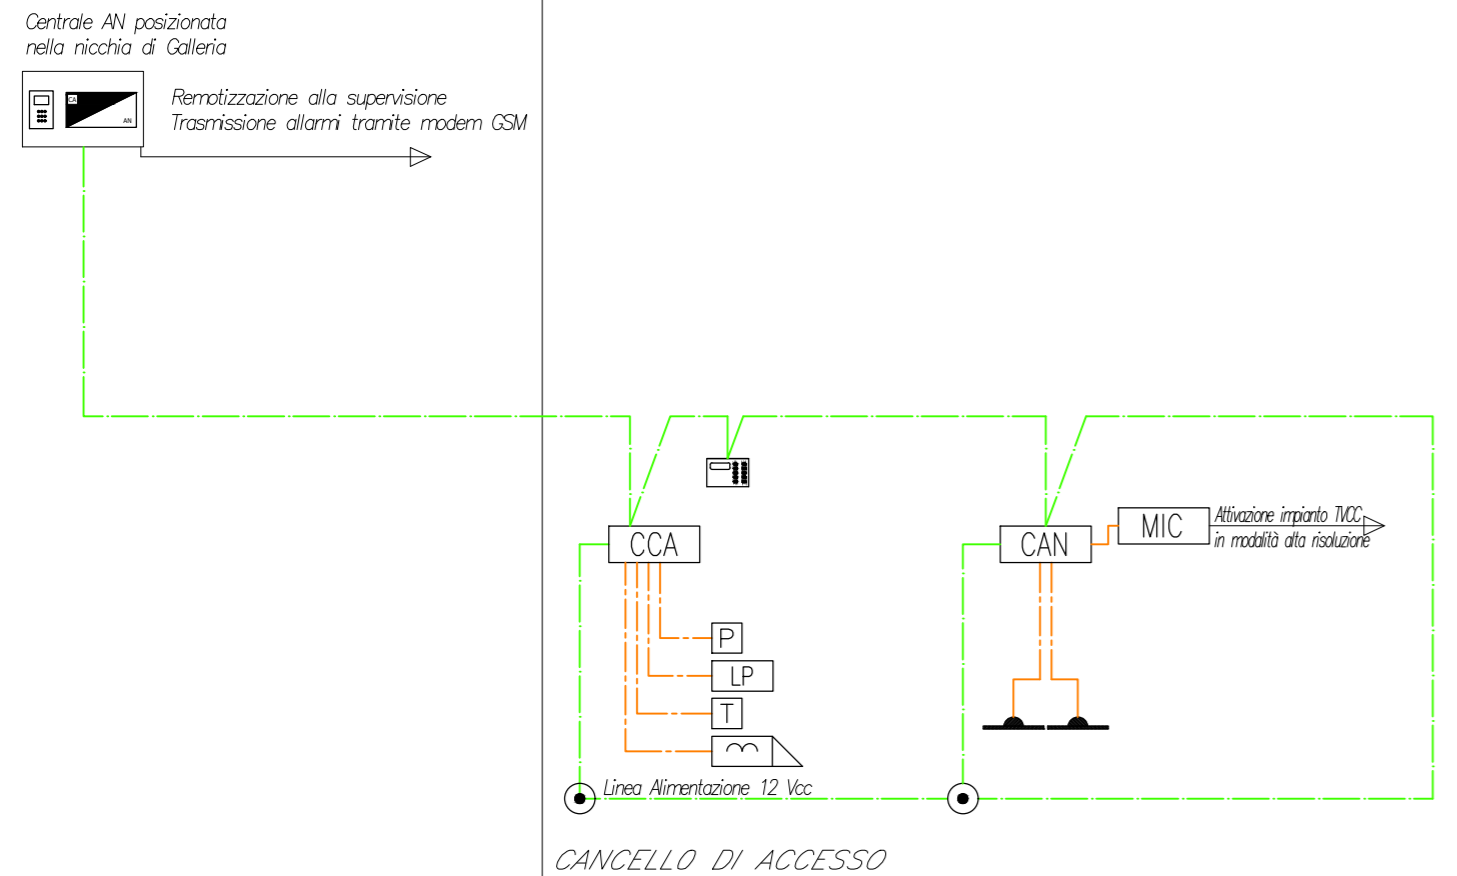 Centrale AN posizionata
nella nicchia di Galleria
CA
AN
Remotizzazione alla supervisione
Trasmissione allarmi tramite modem GSM
CCA
CAN
MIC
Attivazione impianto TVCC
in modalità alta risoluzione
P
LP
T
Linea Alimentazione 12 Vcc
CANCELLO DI ACCESSO